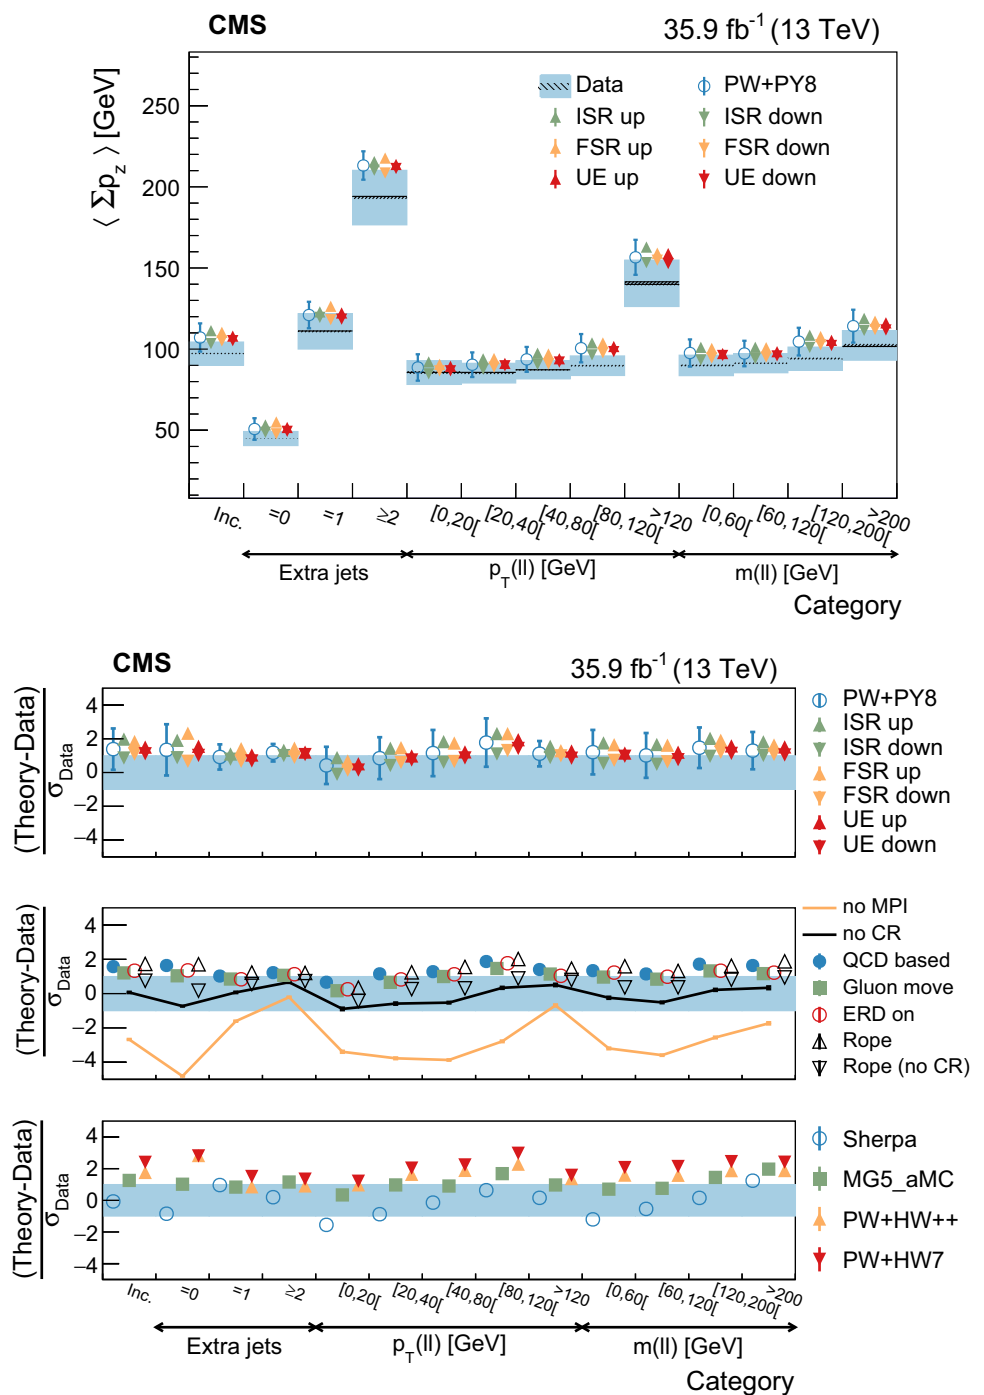 CMS 35.9 fb⁻¹ (13 TeV)
⟨ Σp_z ⟩ [GeV]
250
200
150
100
50
Data PW+PY8
ISR up ISR down
FSR up FSR down
UE up UE down
Inc. =0 =1 ≥2 [0,20[ [20,40[ [40,80[ [80,120[ >120 [0,60[ [60,120[ [120,200[ >200
Extra jets p_T(ll) [GeV] m(ll) [GeV]
Category
CMS 35.9 fb⁻¹ (13 TeV)
(Theory-Data)
σ_Data
4
2
0
−2
−4
PW+PY8
ISR up
ISR down
FSR up
FSR down
UE up
UE down
(Theory-Data)
σ_Data
4
2
0
−2
−4
no MPI
no CR
QCD based
Gluon move
ERD on
Rope
Rope (no CR)
(Theory-Data)
σ_Data
4
2
0
−2
−4
Sherpa
MG5_aMC
PW+HW++
PW+HW7
Inc. =0 =1 ≥2 [0,20[ [20,40[ [40,80[ [80,120[ >120 [0,60[ [60,120[ [120,200[ >200
Extra jets p_T(ll) [GeV] m(ll) [GeV]
Category